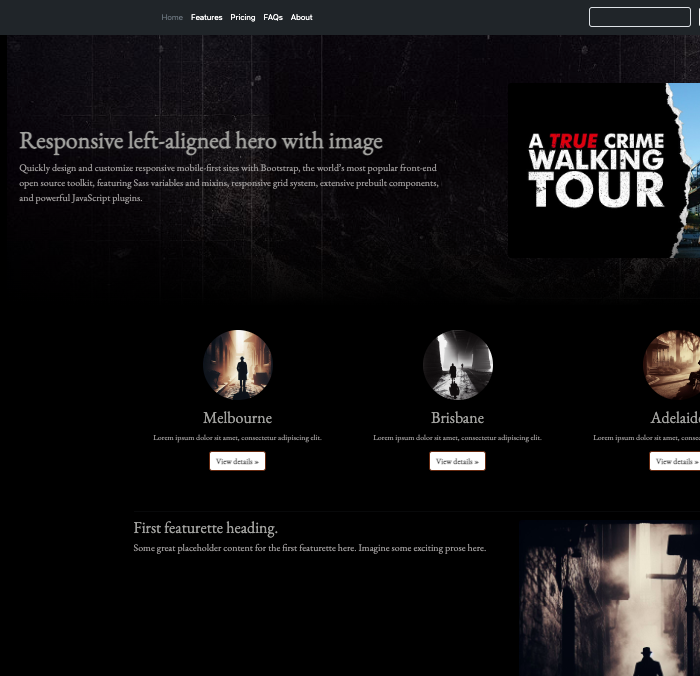 Home Features Pricing FAQs About
Responsive left-aligned hero with image
Quickly design and customize responsive mobile-first sites with Bootstrap, the world's most popular front-end
open source toolkit, featuring Sass variables and mixins, responsive grid system, extensive prebuilt components,
and powerful JavaScript plugins.
A TRUE CRIME
WALKING
TOUR
Melbourne
Lorem ipsum dolor sit amet, consectetur adipiscing elit.
View details »
Brisbane
Lorem ipsum dolor sit amet, consectetur adipiscing elit.
View details »
Adelaid
Lorem ipsum dolor sit amet, conse
View details »
First featurette heading.
Some great placeholder content for the first featurette here. Imagine some exciting prose here.